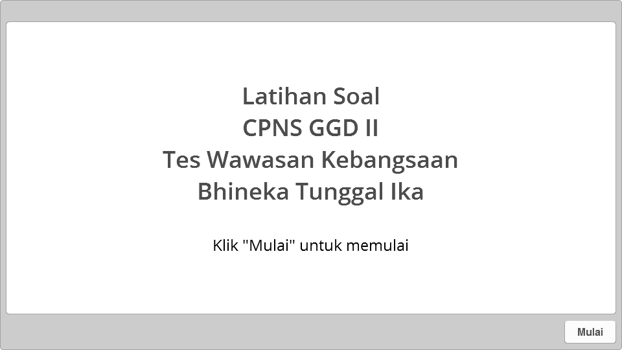 Latihan Soal
CPNS GGD II
Tes Wawasan Kebangsaan
Bhineka Tunggal Ika
Klik "Mulai" untuk memulai
Mulai